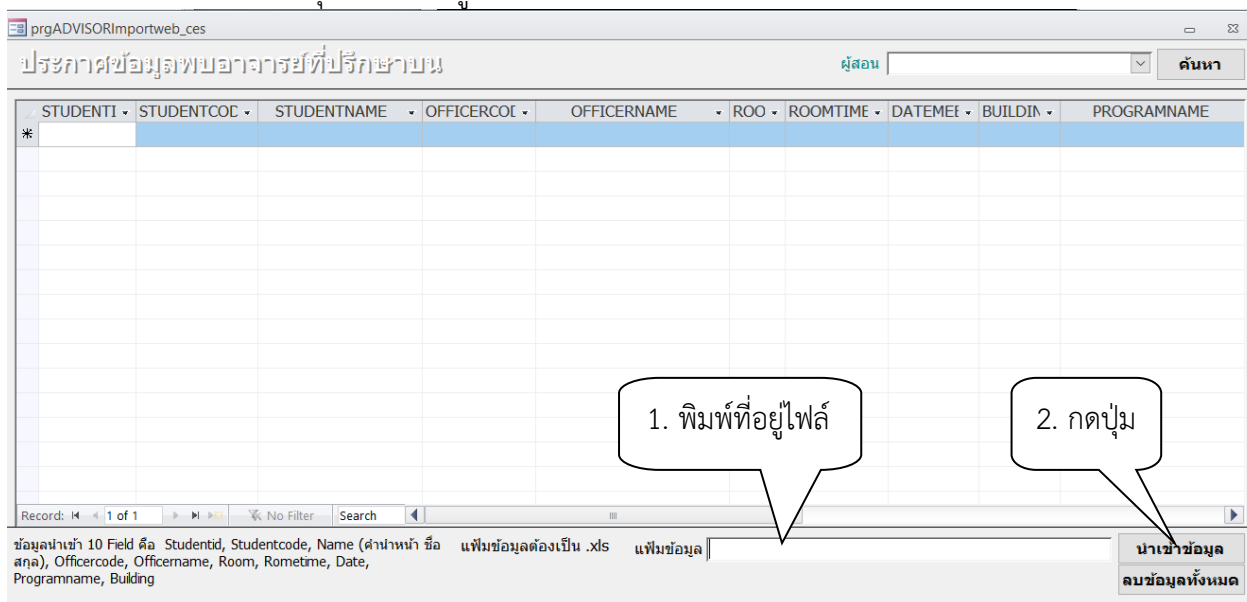 prgADVISORImportweb_ces
ประกาศข้อมูลพบอาจารย์ที่ปรึกษาบน
ผู้สอน
ค้นหา
STUDENTI STUDENTCOD STUDENTNAME OFFICERCOD OFFICERNAME ROO ROOMTIME DATEMEE BUILDIN PROGRAMNAME
1. พิมพ์ที่อยู่ไฟล์
2. กดปุ่ม
Record: 1 of 1 No Filter Search
ข้อมูลนำเข้า 10 Field คือ Studentid, Studentcode, Name (คำนำหน้า ชื่อ
สกุล), Officercode, Officername, Room, Rometime, Date,
Programname, Building
แฟ้มข้อมูลต้องเป็น .xls
แฟ้มข้อมูล
นำเข้าข้อมูล
ลบข้อมูลทั้งหมด